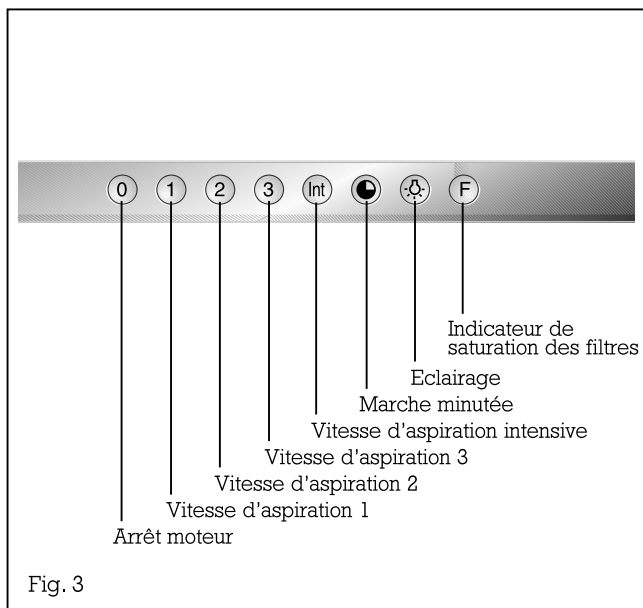 0 1 2 3 Int F
Indicateur de
saturation des filtres
Eclairage
Marche minutée
Vitesse d'aspiration intensive
Vitesse d'aspiration 3
Vitesse d'aspiration 2
Vitesse d'aspiration 1
Arrêt moteur
Fig. 3